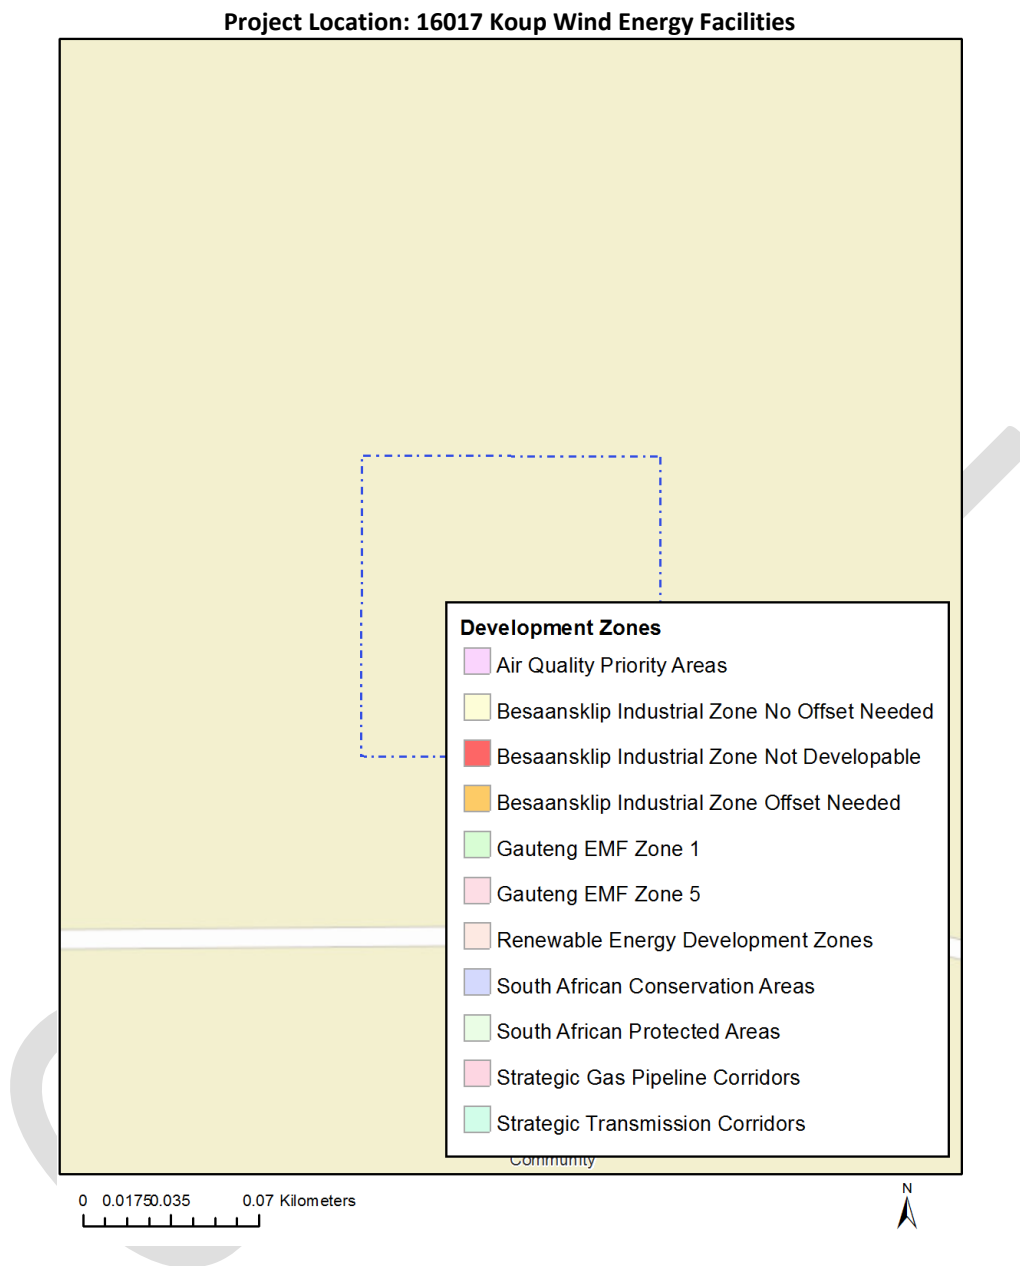 Project Location: 16017 Koup Wind Energy Facilities
Development Zones
Air Quality Priority Areas
Besaansklip Industrial Zone No Offset Needed
Besaansklip Industrial Zone Not Developable
Besaansklip Industrial Zone Offset Needed
Gauteng EMF Zone 1
Gauteng EMF Zone 5
Renewable Energy Development Zones
South African Conservation Areas
South African Protected Areas
Strategic Gas Pipeline Corridors
Strategic Transmission Corridors
Community
0 0.0175 0.035 0.07 Kilometers
N